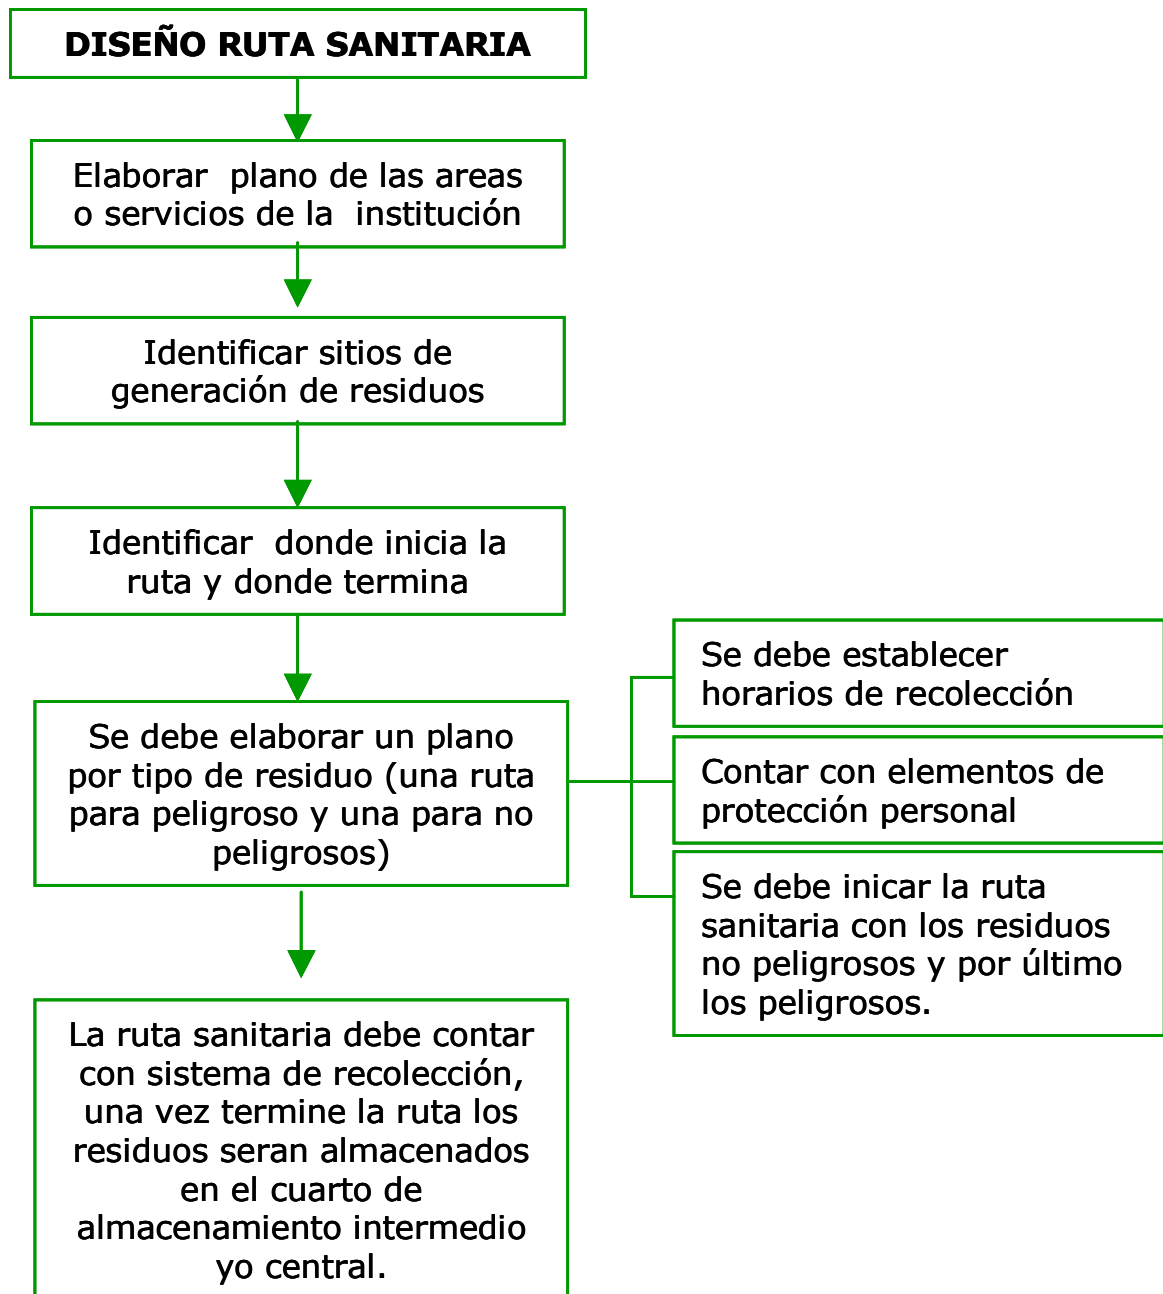 DISEÑO RUTA SANITARIA
Elaborar plano de las areas
o servicios de la institución
Identificar sitios de
generación de residuos
Identificar donde inicia la
ruta y donde termina
Se debe elaborar un plano
por tipo de residuo (una ruta
para peligroso y una para no
peligrosos)
Se debe establecer
horarios de recolección
Contar con elementos de
protección personal
Se debe inicar la ruta
sanitaria con los residuos
no peligrosos y por último
los peligrosos.
La ruta sanitaria debe contar
con sistema de recolección,
una vez termine la ruta los
residuos seran almacenados
en el cuarto de
almacenamiento intermedio
yo central.